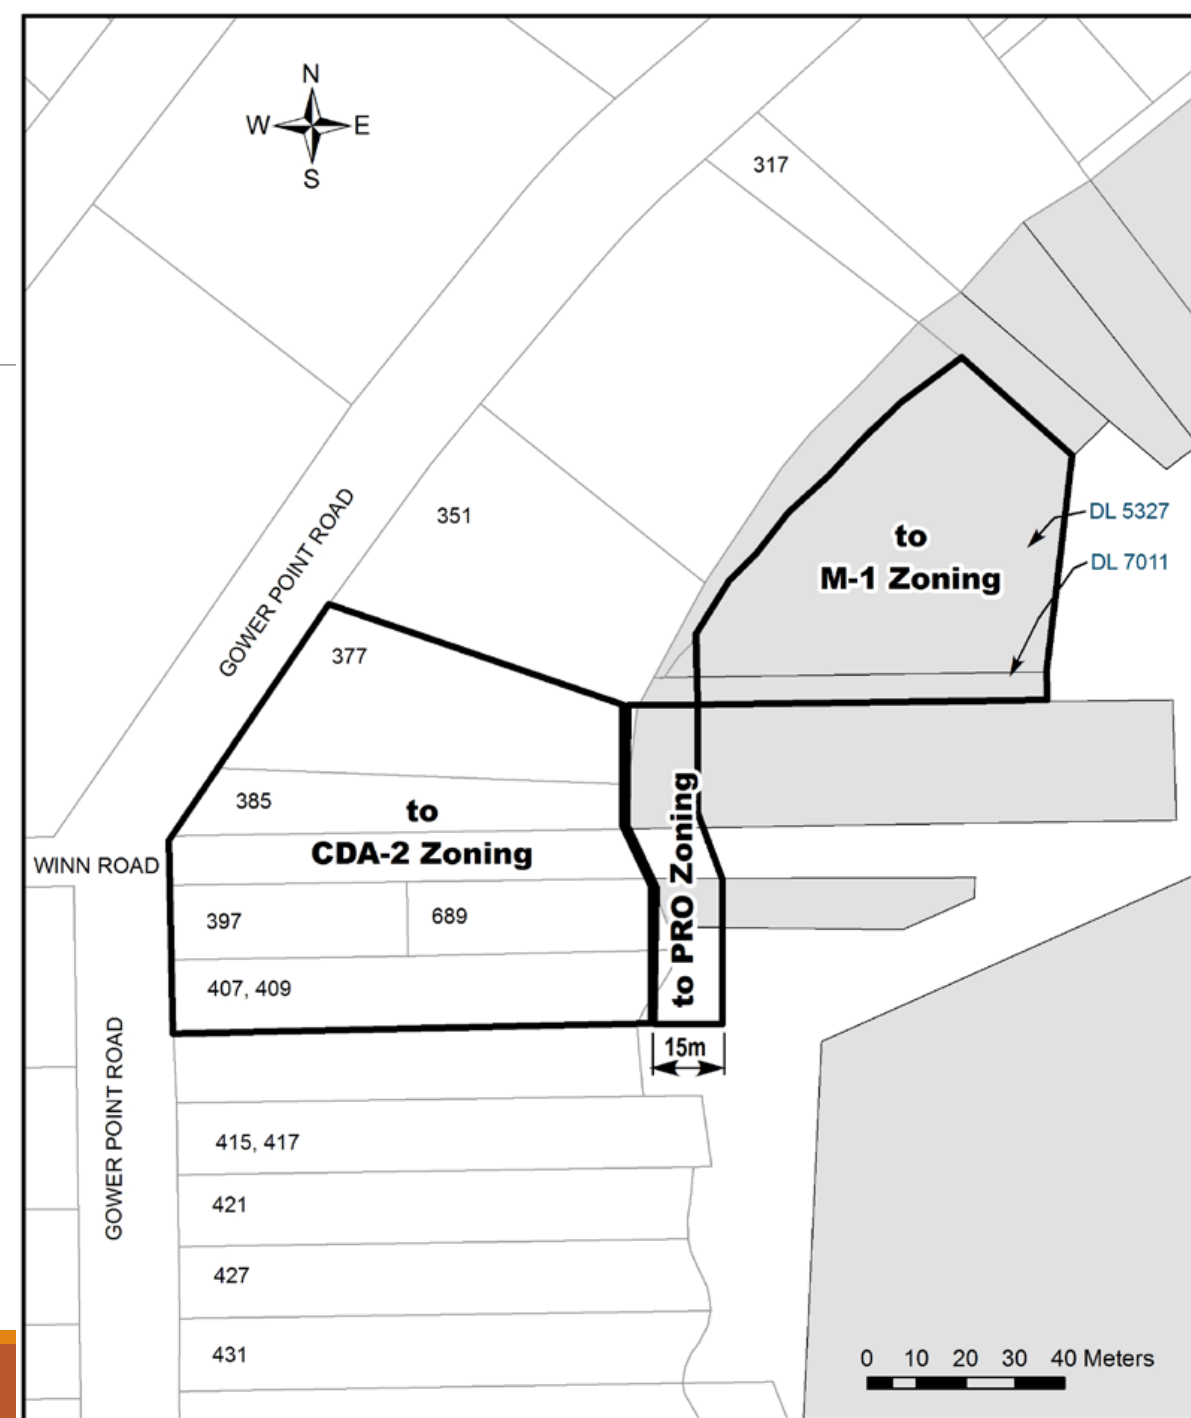 N
W E
S
317
351
GOWER POINT ROAD
DL 5327
to
M-1 Zoning
DL 7011
377
385
to
CDA-2 Zoning
WINN ROAD
to PRO Zoning
397
689
407, 409
15m
GOWER POINT ROAD
415, 417
421
427
431
0 10 20 30 40 Meters